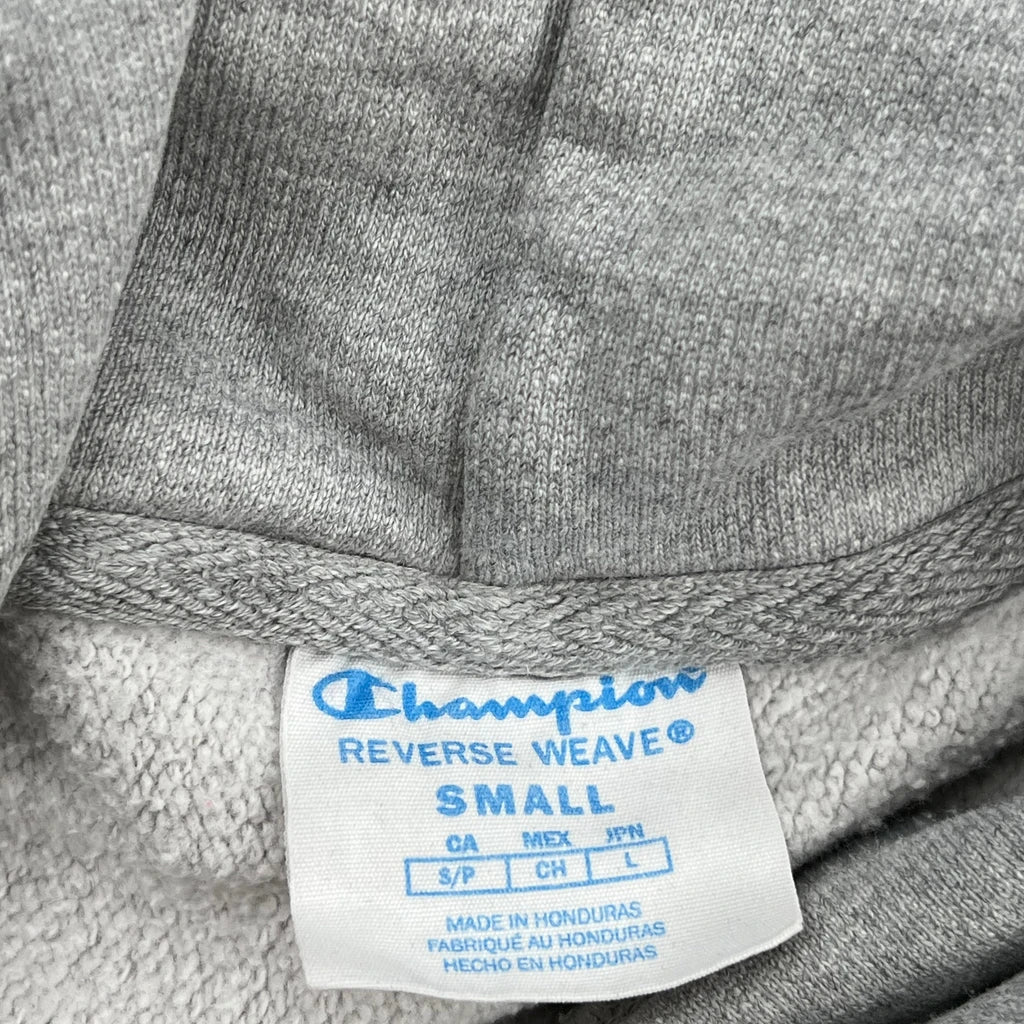 Champion
REVERSE WEAVE®
SMALL
CA MEX JPN
S/P CH L
MADE IN HONDURAS
FABRIQUÉ AU HONDURAS
HECHO EN HONDURAS